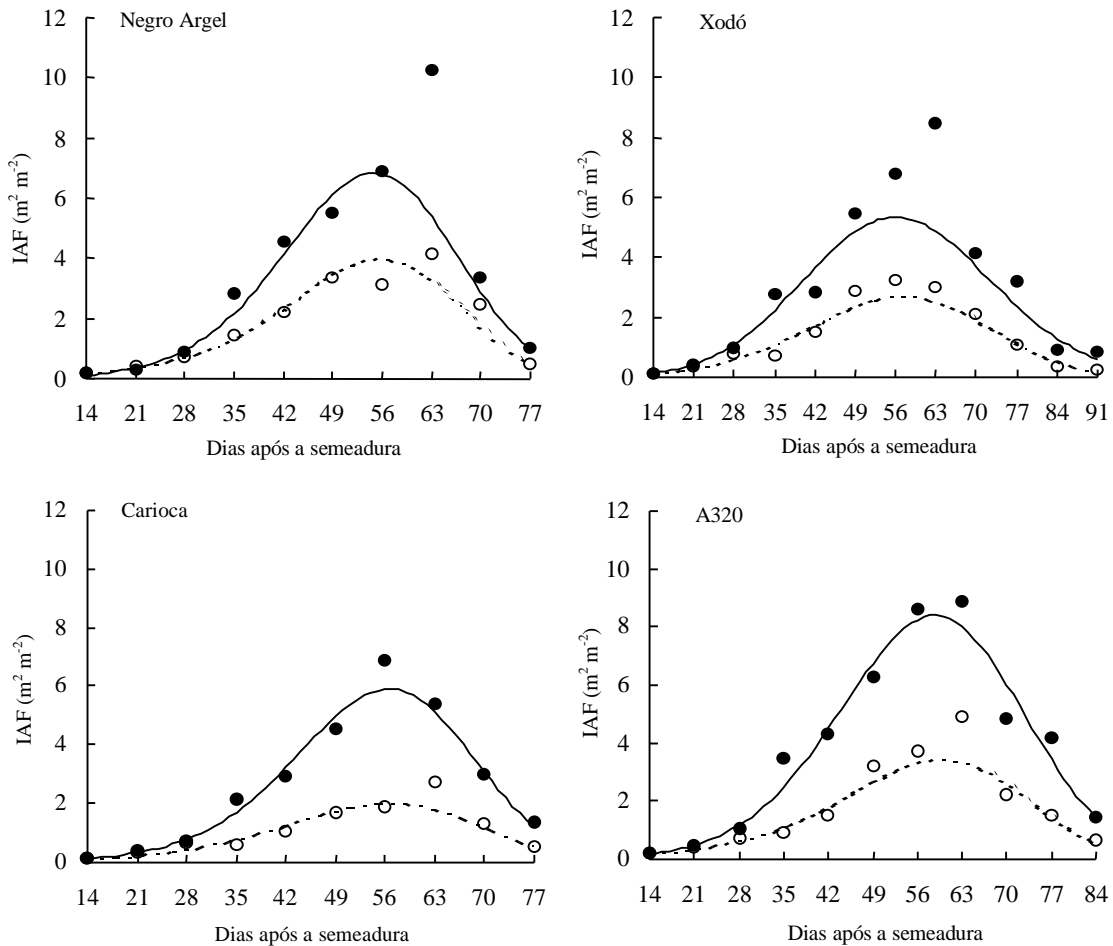 Negro Argel
12
10
8
6
4
2
0
IAF (m² m⁻²)
14 21 28 35 42 49 56 63 70 77
Dias após a semeadura
Xodó
12
10
8
6
4
2
0
IAF (m² m⁻²)
14 21 28 35 42 49 56 63 70 77 84 91
Dias após a semeadura
Carioca
12
10
8
6
4
2
0
IAF (m² m⁻²)
14 21 28 35 42 49 56 63 70 77
Dias após a semeadura
A320
12
10
8
6
4
2
0
IAF (m² m⁻²)
14 21 28 35 42 49 56 63 70 77 84
Dias após a semeadura